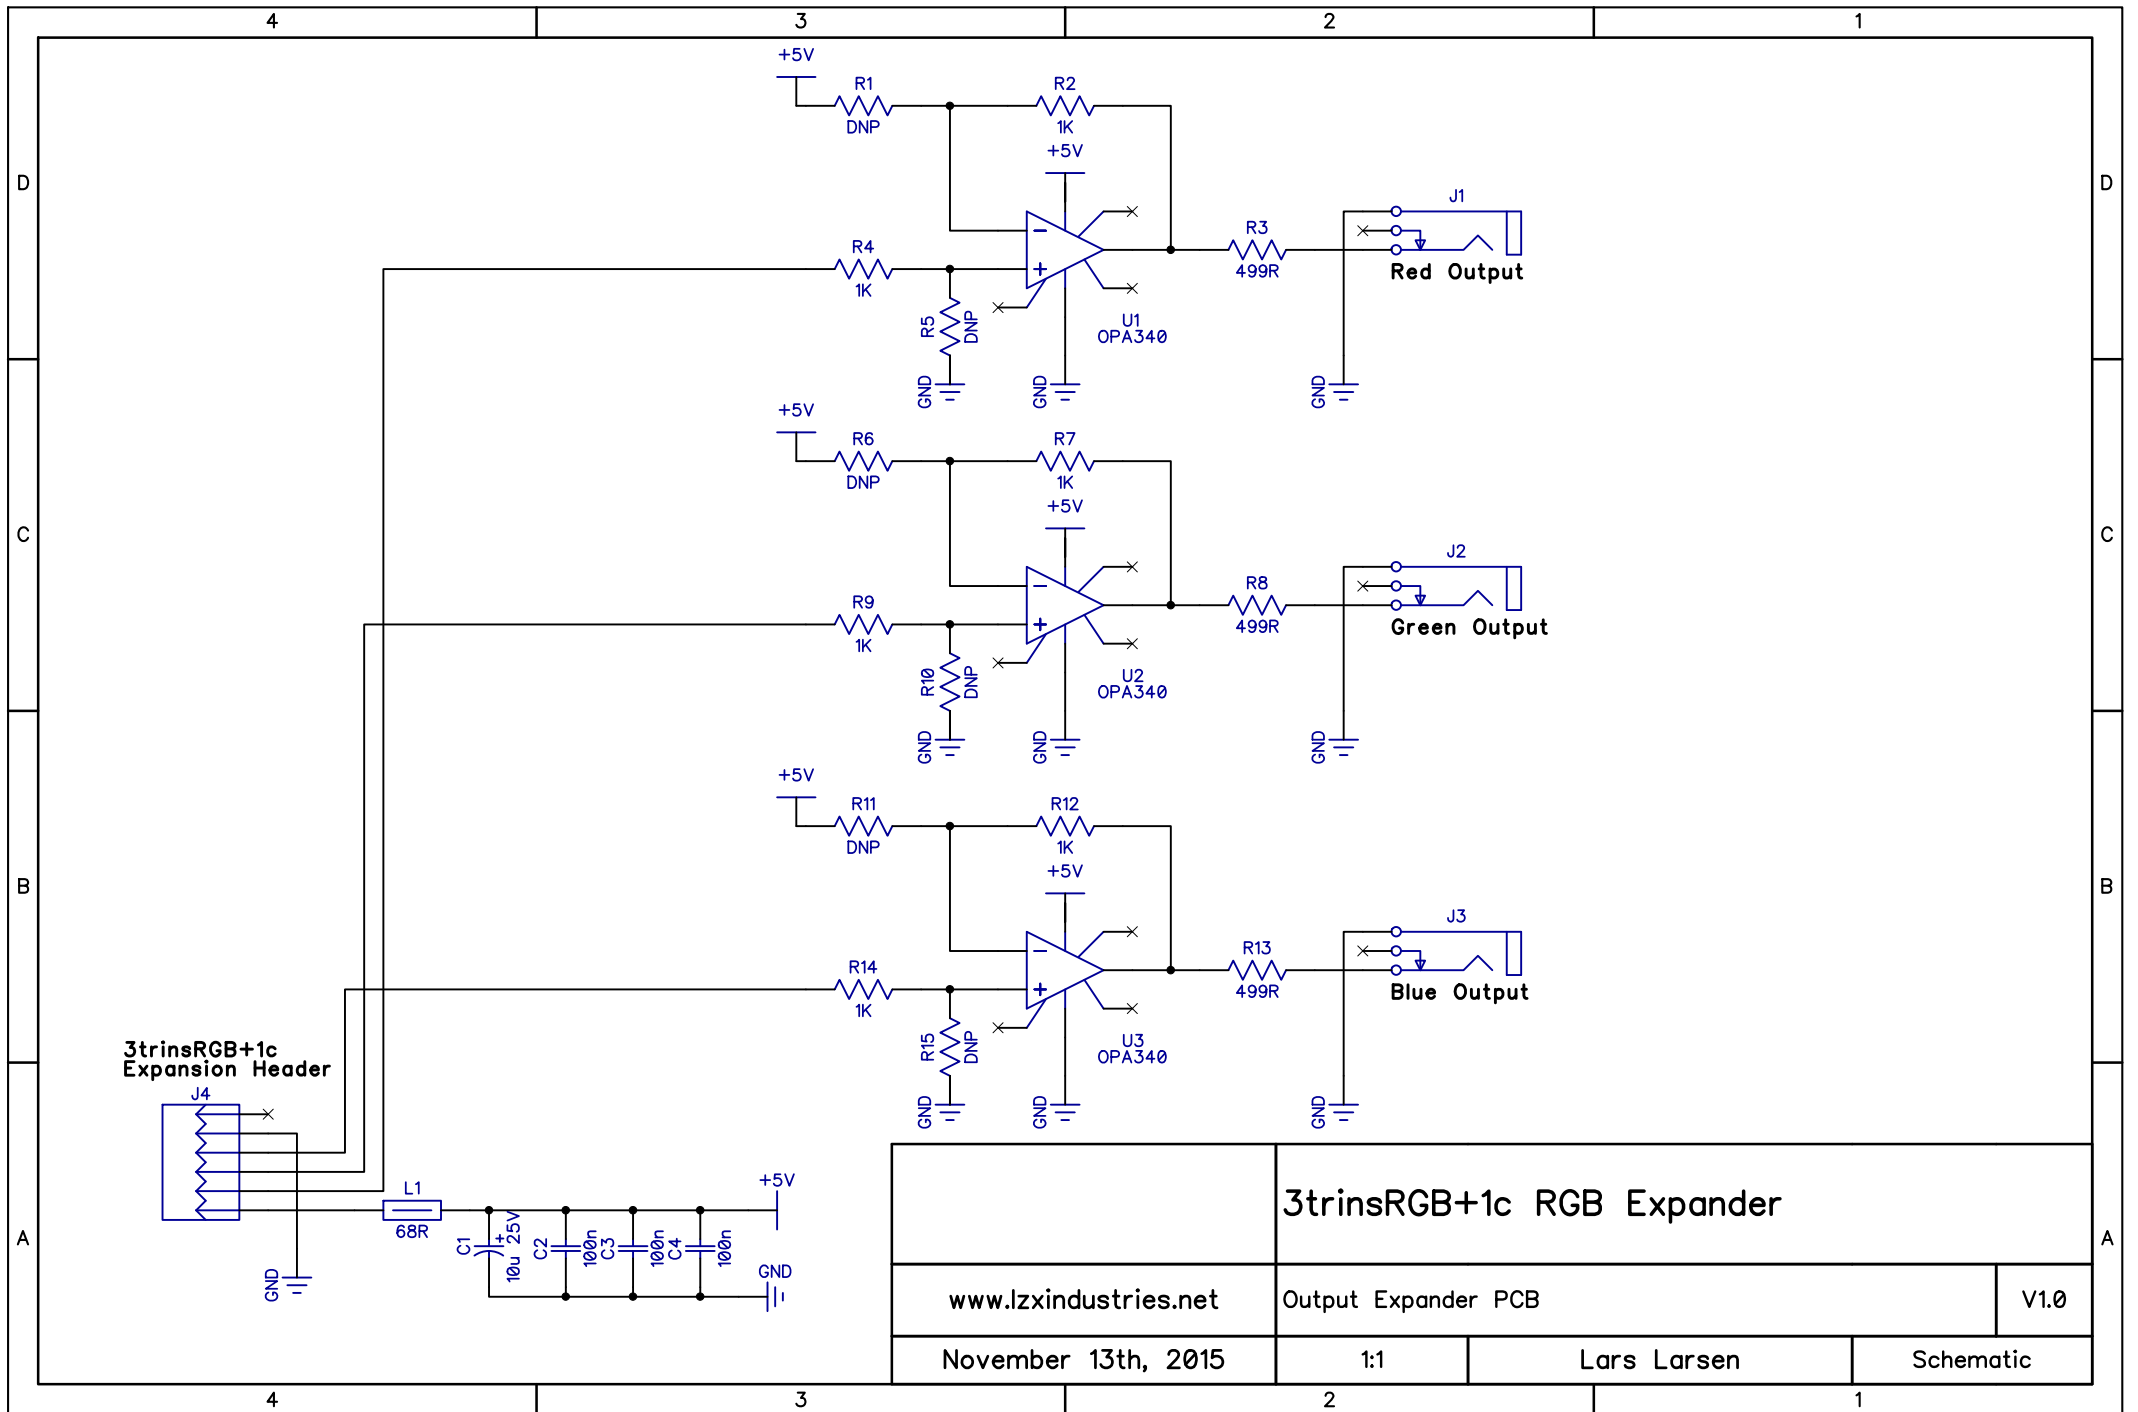 4 3 2 1
D
D
C
C
B
B
A
A
+5V
R1
DNP
R2
1K
+5V
R4
1K
R5
DNP
GND
GND
U1
OPA340
R3
499R
J1
Red Output
GND
+5V
R6
DNP
R7
1K
+5V
R9
1K
R10
DNP
GND
GND
U2
OPA340
R8
499R
J2
Green Output
GND
+5V
R11
DNP
R12
1K
+5V
R14
1K
R15
DNP
GND
GND
U3
OPA340
R13
499R
J3
Blue Output
GND
3trinsRGB+1c
Expansion Header
J4
GND
L1
68R
C1
+
10u 25V
C2
100n
C3
100n
C4
100n
+5V
GND
3trinsRGB+1c RGB Expander
www.lzxindustries.net
Output Expander PCB
V1.0
November 13th, 2015
1:1
Lars Larsen
Schematic
4 3 2 1